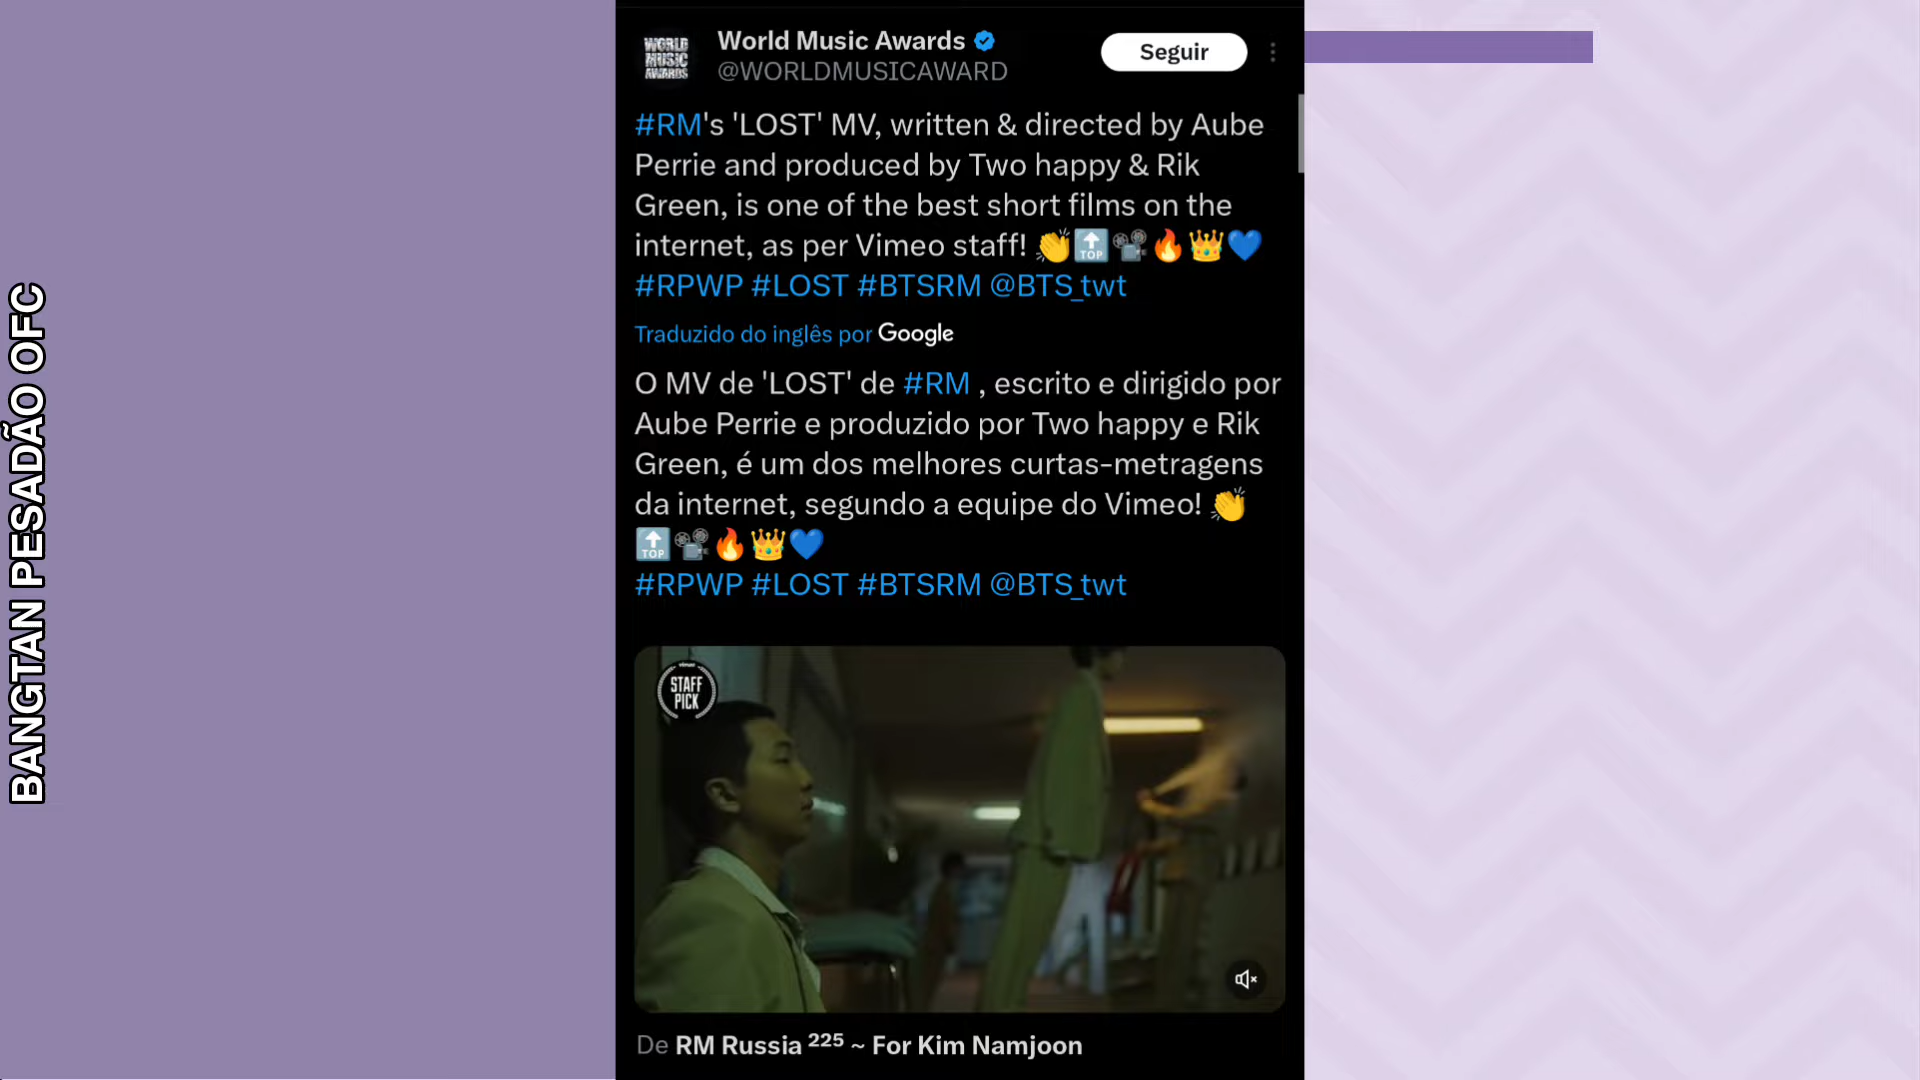 BANGTAN PESADÃO OFC
WORLD
MUSIC
AWARDS
World Music Awards
@WORLDMUSICAWARD
Seguir
#RM's 'LOST' MV, written & directed by Aube
Perrie and produced by Two happy & Rik
Green, is one of the best short films on the
internet, as per Vimeo staff! 👏🔝📽️🔥👑💙
#RPWP #LOST #BTSRM @BTS_twt
Traduzido do inglês por Google
O MV de 'LOST' de #RM , escrito e dirigido por
Aube Perrie e produzido por Two happy e Rik
Green, é um dos melhores curtas-metragens
da internet, segundo a equipe do Vimeo! 👏
🔝📽️🔥👑💙
#RPWP #LOST #BTSRM @BTS_twt
vimeo
STAFF
PICK
De RM Russia ²²⁵ ~ For Kim Namjoon